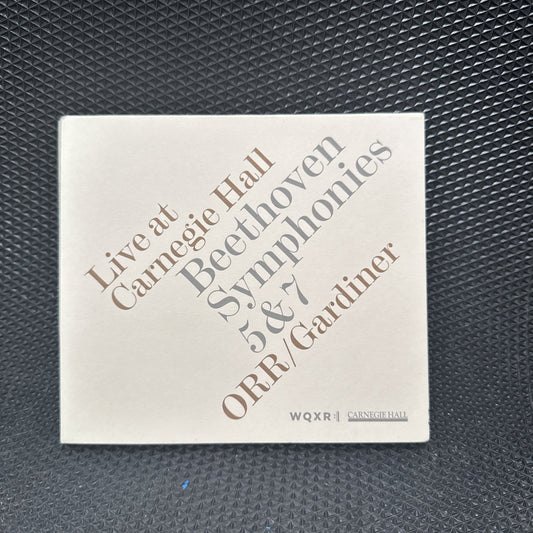 Live at
Carnegie Hall
Beethoven
Symphonies
5&7
ORR/Gardiner
WQXR
CARNEGIE HALL